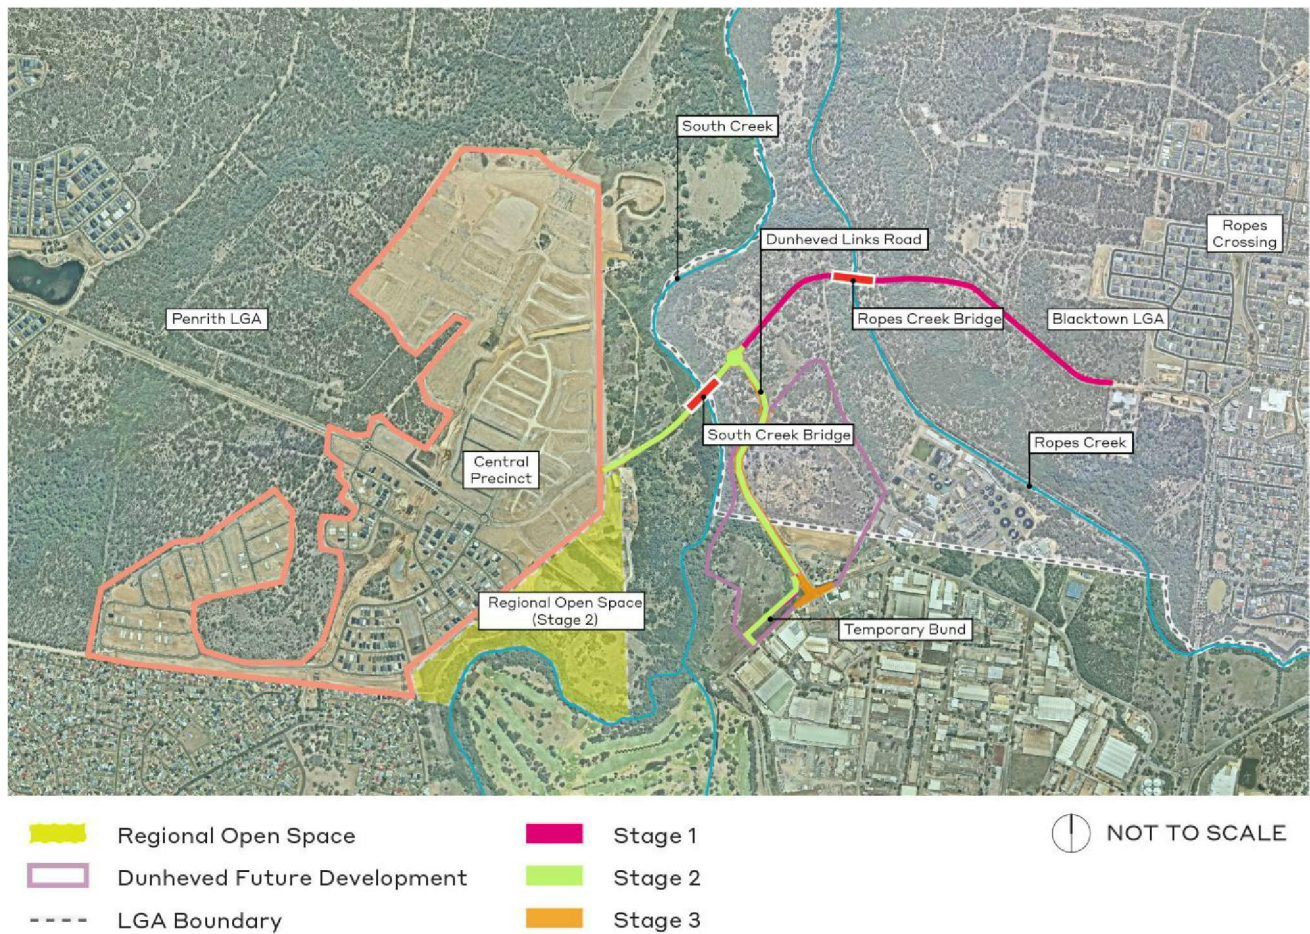 South Creek
Dunheved Links Road
Ropes
Crossing
Penrith LGA
Ropes Creek Bridge
Blacktown LGA
South Creek Bridge
Ropes Creek
Central
Precinct
Regional Open Space
(Stage 2)
Temporary Bund
Regional Open Space
Dunheved Future Development
LGA Boundary
Stage 1
Stage 2
Stage 3
NOT TO SCALE